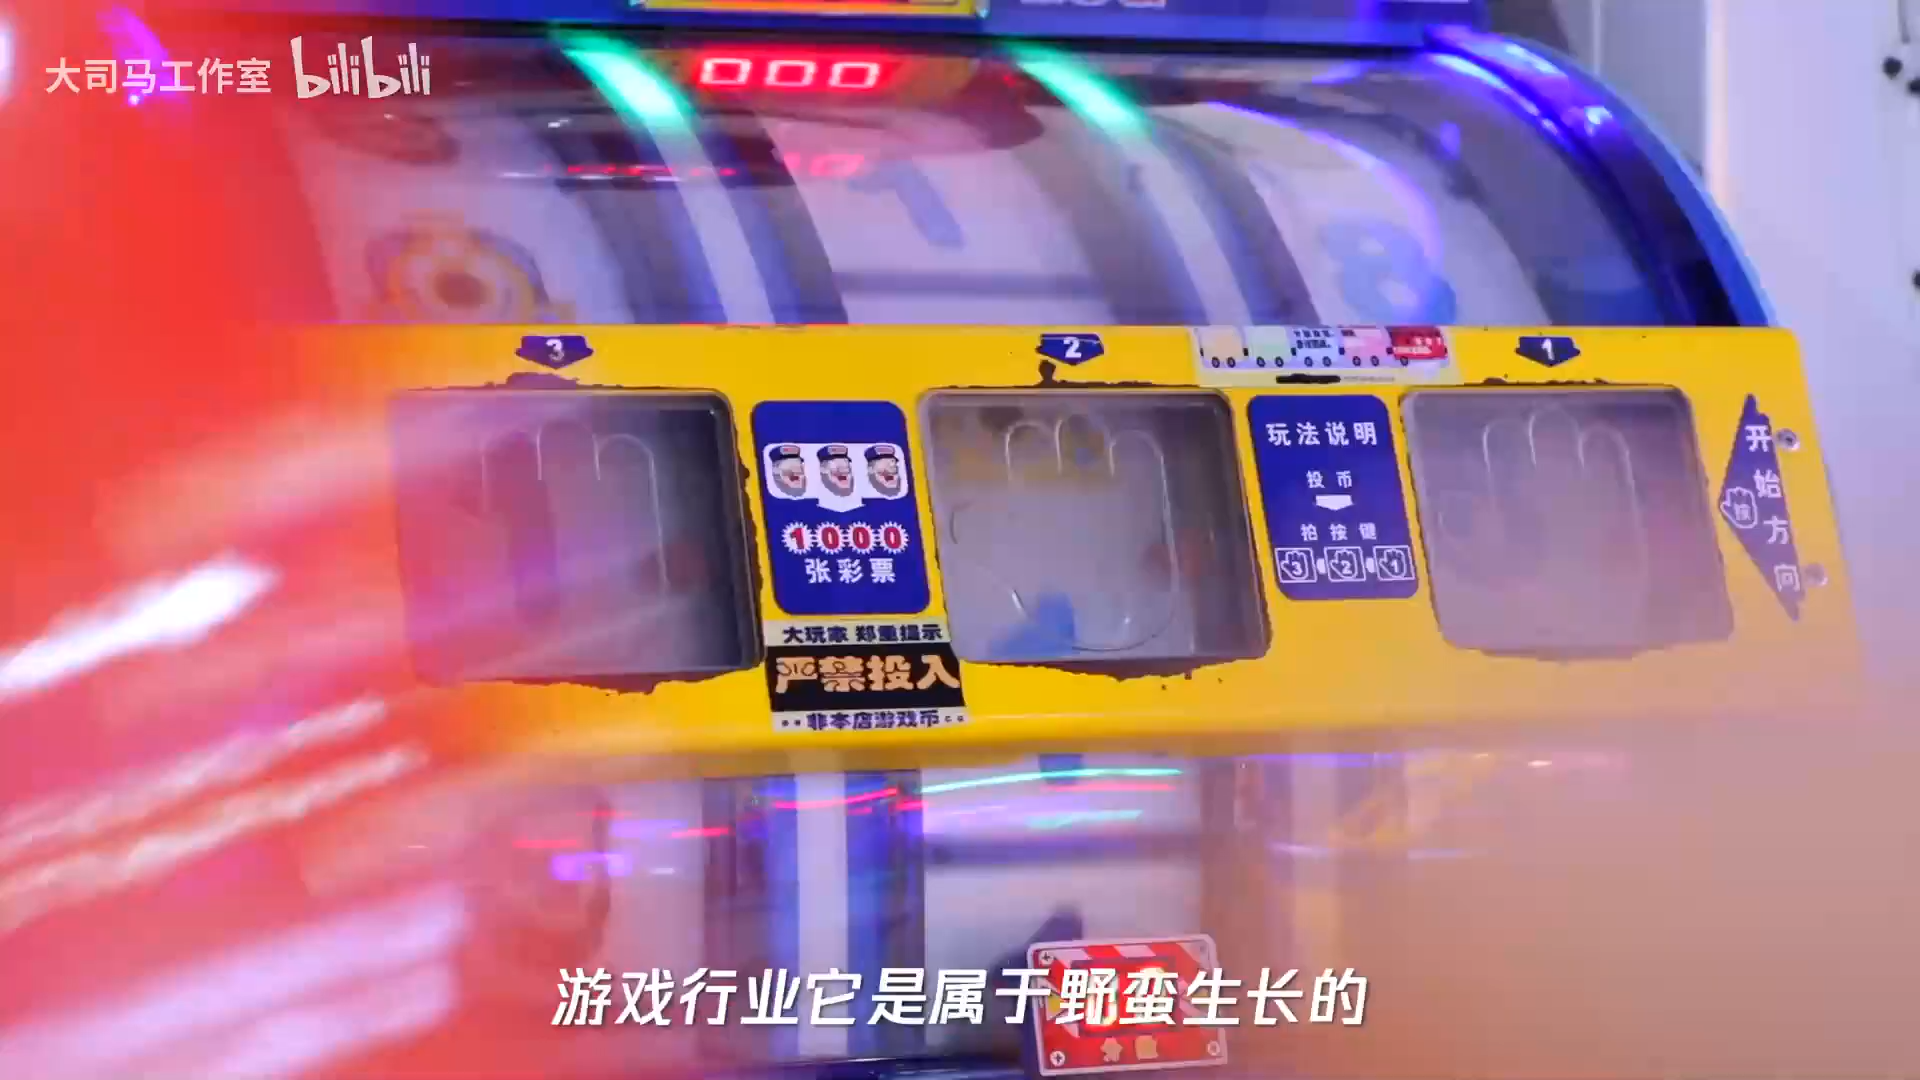 大司马工作室 bilibili
000
3
2
1
1000
张彩票
玩法说明
投币
拍按键
3 2 1
开始方向
按
大玩家 郑重提示
严禁投入
非本店游戏币
游戏行业它是属于野蛮生长的